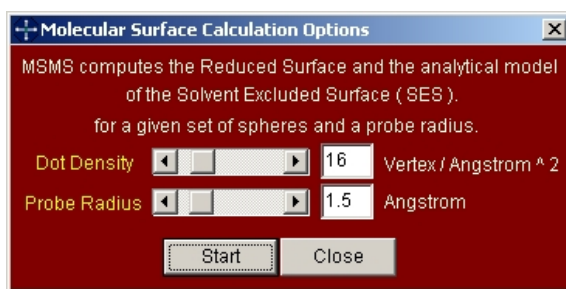 Molecular Surface Calculation Options
MSMS computes the Reduced Surface and the analytical model
of the Solvent Excluded Surface ( SES ).
for a given set of spheres and a probe radius.
Dot Density 16 Vertex / Angstrom ^ 2
Probe Radius 1.5 Angstrom
Start Close